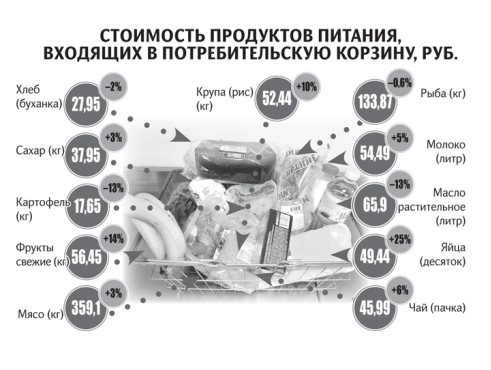 СТОИМОСТЬ ПРОДУКТОВ ПИТАНИЯ,
ВХОДЯЩИХ В ПОТРЕБИТЕЛЬСКУЮ КОРЗИНУ, РУБ.
Хлеб
(буханка)
27,95
–2%
Сахар (кг)
37,95
+3%
Картофель
(кг)
17,65
–13%
Фрукты
свежие (кг)
56,45
+14%
Мясо (кг)
359,1
+3%
Крупа (рис)
(кг)
52,44
+10%
Рыба (кг)
133,87
–0,6%
Молоко
(литр)
54,49
+5%
Масло
растительное
(литр)
65,9
–13%
Яйца
(десяток)
49,44
+25%
Чай (пачка)
45,99
+6%